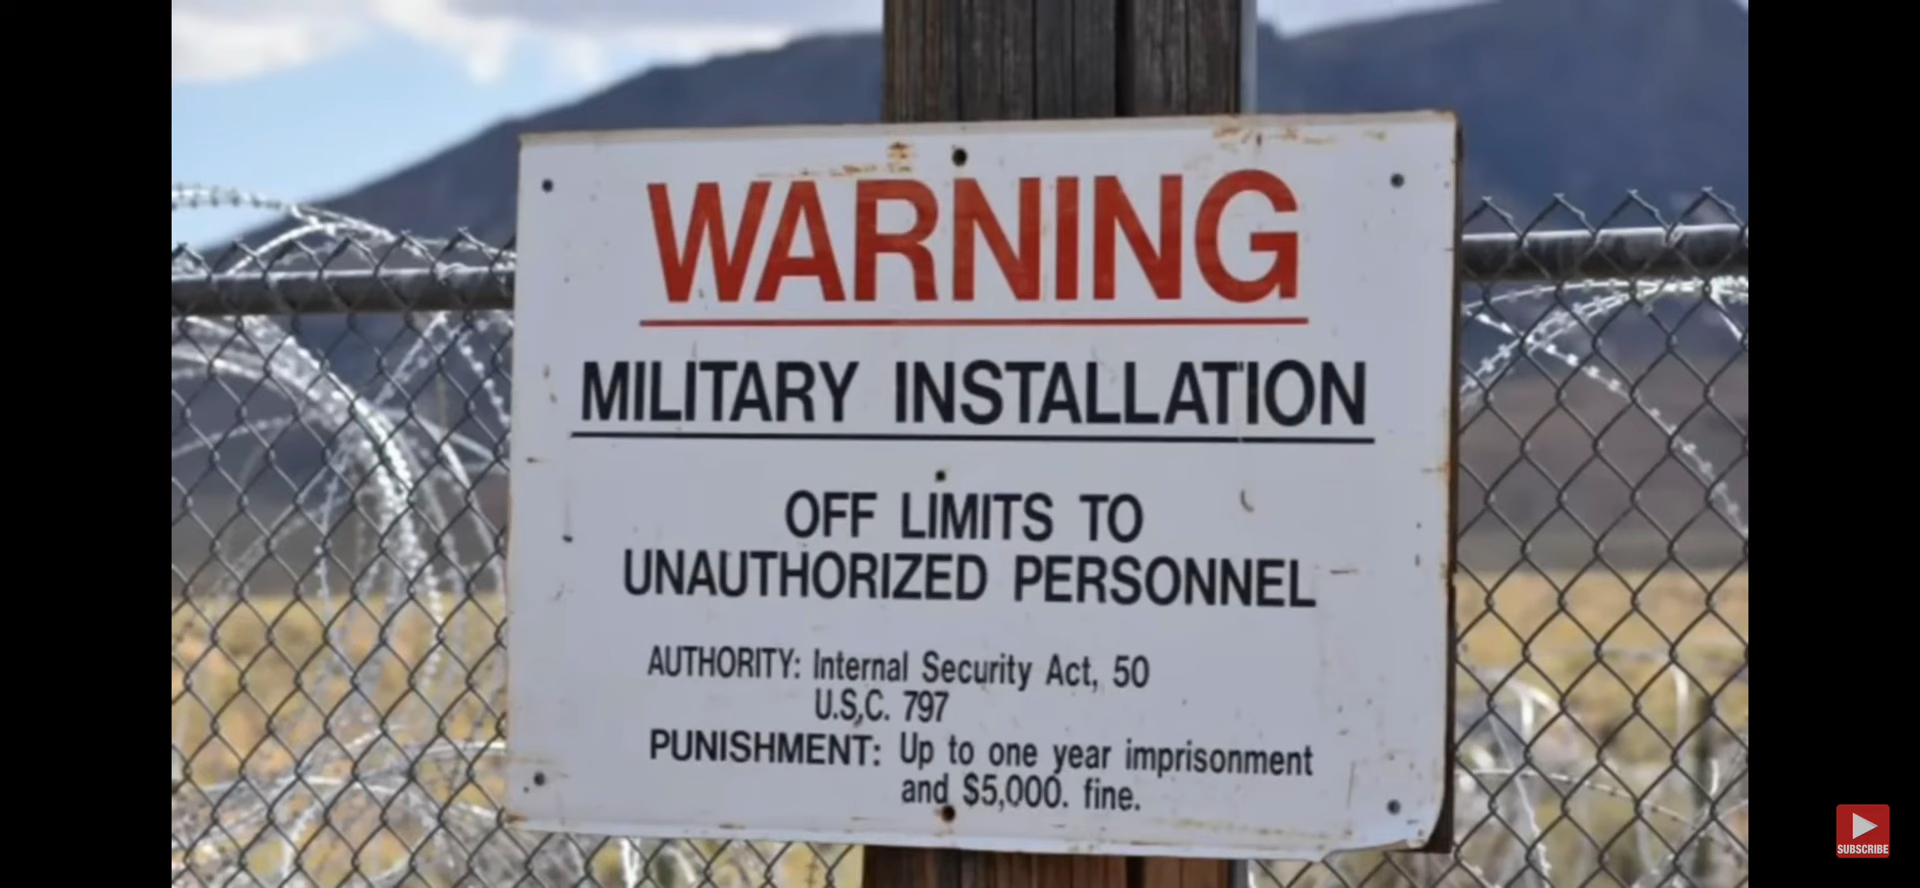 WARNING
MILITARY INSTALLATION
OFF LIMITS TO
UNAUTHORIZED PERSONNEL
AUTHORITY: Internal Security Act, 50
U.S,C. 797
PUNISHMENT: Up to one year imprisonment
and $5,000. fine.
SUBSCRIBE